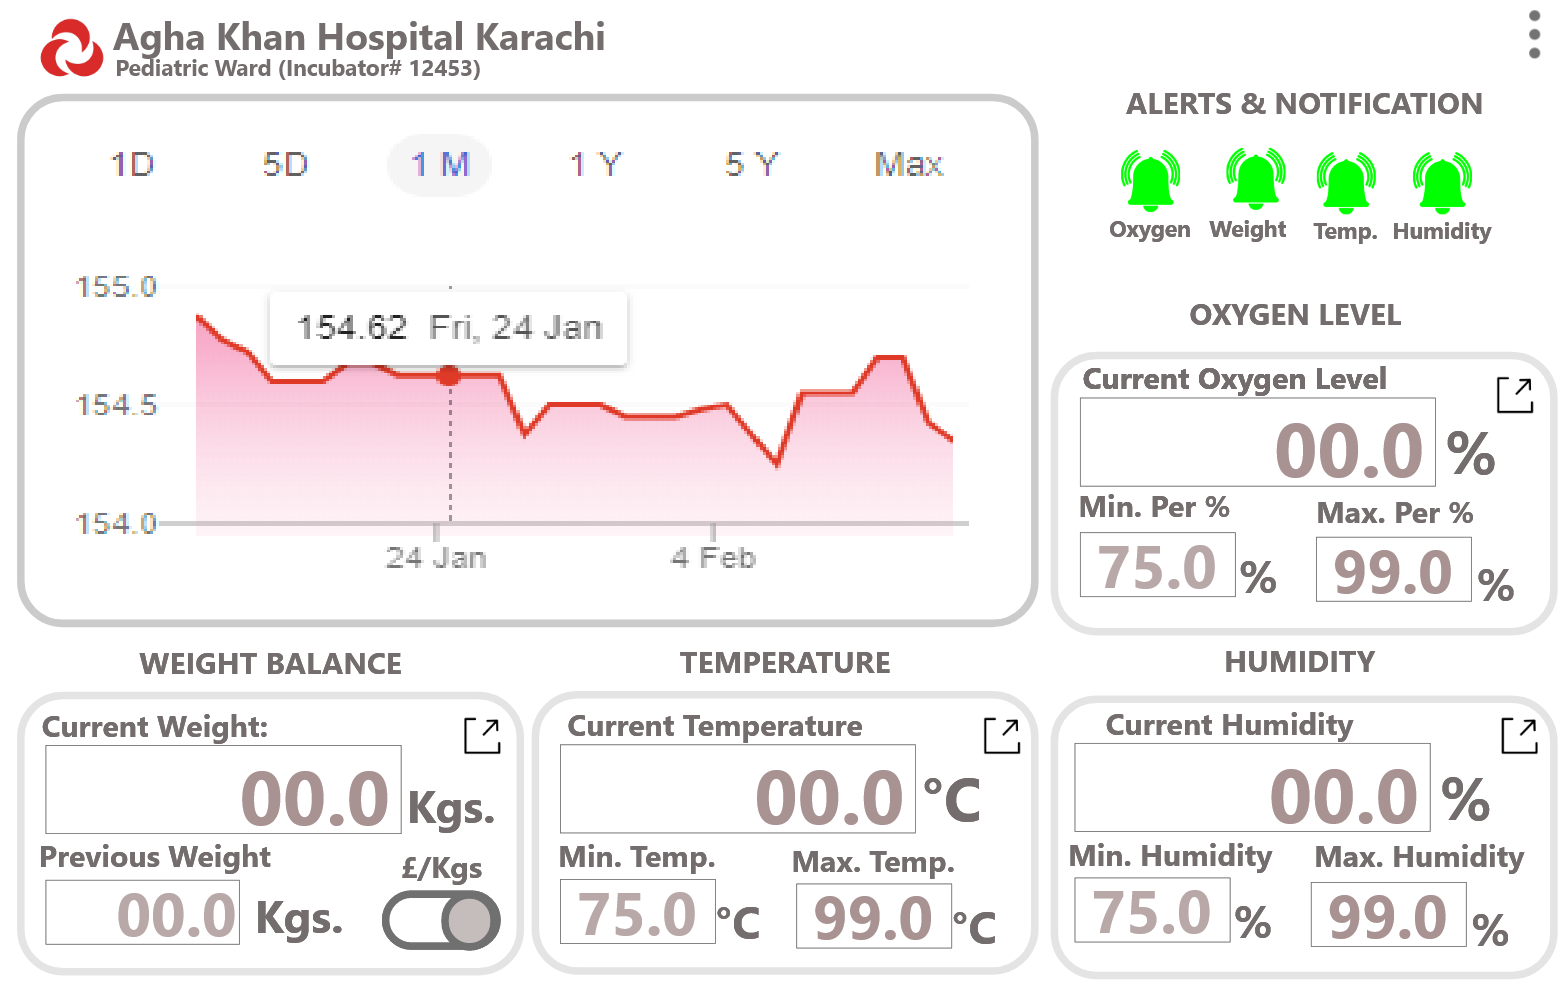 Agha Khan Hospital Karachi
Pediatric Ward (Incubator# 12453)
1D 5D 1 M 1 Y 5 Y Max
155.0
154.62 Fri, 24 Jan
154.5
154.0
24 Jan 4 Feb
ALERTS & NOTIFICATION
Oxygen Weight Temp. Humidity
OXYGEN LEVEL
Current Oxygen Level
00.0 %
Min. Per % Max. Per %
75.0 % 99.0 %
WEIGHT BALANCE
Current Weight:
00.0 Kgs.
Previous Weight £/Kgs
00.0 Kgs.
TEMPERATURE
Current Temperature
00.0 °C
Min. Temp. Max. Temp.
75.0 °C 99.0 °C
HUMIDITY
Current Humidity
00.0 %
Min. Humidity Max. Humidity
75.0 % 99.0 %